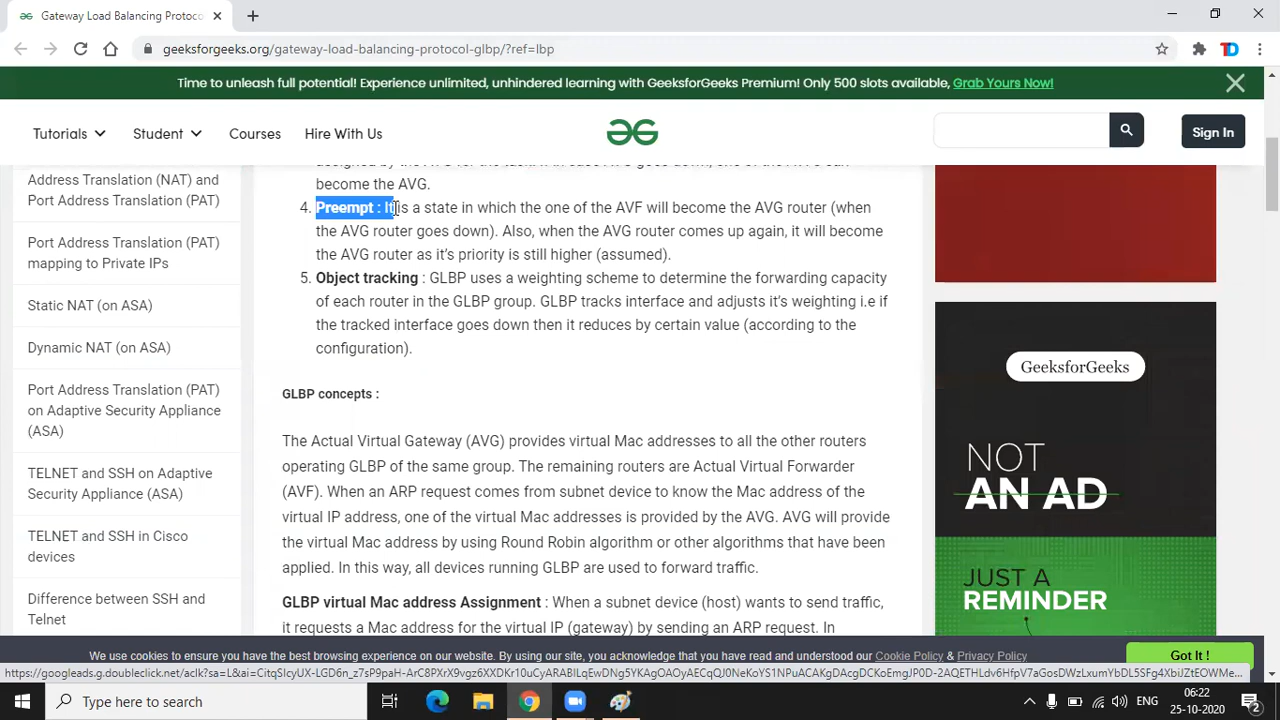 Gateway Load Balancing Protoco
geeksforgeeks.org/gateway-load-balancing-protocol-glbp/?ref=lbp
Time to unleash full potential! Experience unlimited, unhindered learning with GeeksforGeeks Premium! Only 500 slots available, Grab Yours Now!
Tutorials
Student
Courses
Hire With Us
Sign In
Address Translation (NAT) and
Port Address Translation (PAT)
Port Address Translation (PAT)
mapping to Private IPs
Static NAT (on ASA)
Dynamic NAT (on ASA)
Port Address Translation (PAT)
on Adaptive Security Appliance
(ASA)
TELNET and SSH on Adaptive
Security Appliance (ASA)
TELNET and SSH in Cisco
devices
Difference between SSH and
Telnet
become the AVG.
4. Preempt : It is a state in which the one of the AVF will become the AVG router (when
the AVG router goes down). Also, when the AVG router comes up again, it will become
the AVG router as it’s priority is still higher (assumed).
5. Object tracking : GLBP uses a weighting scheme to determine the forwarding capacity
of each router in the GLBP group. GLBP tracks interface and adjusts it's weighting i.e if
the tracked interface goes down then it reduces by certain value (according to the
configuration).
GLBP concepts :
The Actual Virtual Gateway (AVG) provides virtual Mac addresses to all the other routers
operating GLBP of the same group. The remaining routers are Actual Virtual Forwarder
(AVF). When an ARP request comes from subnet device to know the Mac address of the
virtual IP address, one of the virtual Mac addresses is provided by the AVG. AVG will provide
the virtual Mac address by using Round Robin algorithm or other algorithms that have been
applied. In this way, all devices running GLBP are used to forward traffic.
GLBP virtual Mac address Assignment : When a subnet device (host) wants to send traffic,
it requests a Mac address for the virtual IP (gateway) by sending an ARP request. In
GeeksforGeeks
NOT
AN AD
JUST A
REMINDER
We use cookies to ensure you have the best browsing experience on our website. By using our site, you acknowledge that you have read and understood our Cookie Policy & Privacy Policy
Got It !
Type here to search
ENG
06:22
25-10-2020
2